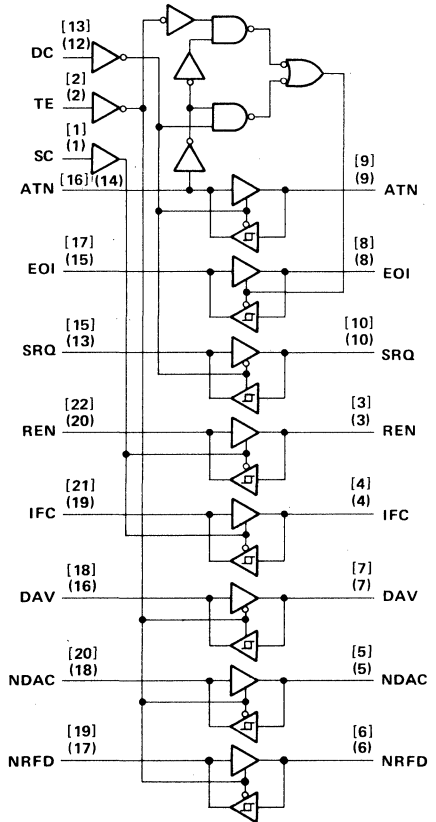 [13]
(12)
DC
[2]
(2)
TE
[1]
(1)
SC
[16] (14)
ATN
[9]
(9)
ATN
[17]
(15)
EOI
[8]
(8)
EOI
[15]
(13)
SRQ
[10]
(10)
SRQ
[22]
(20)
REN
[3]
(3)
REN
[21]
(19)
IFC
[4]
(4)
IFC
[18]
(16)
DAV
[7]
(7)
DAV
[20]
(18)
NDAC
[5]
(5)
NDAC
[19]
(17)
NRFD
[6]
(6)
NRFD